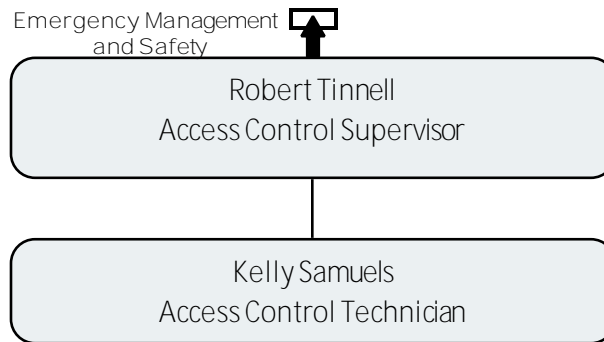 Emergency Management
and Safety
Robert Tinnell
Access Control Supervisor
Kelly Samuels
Access Control Technician